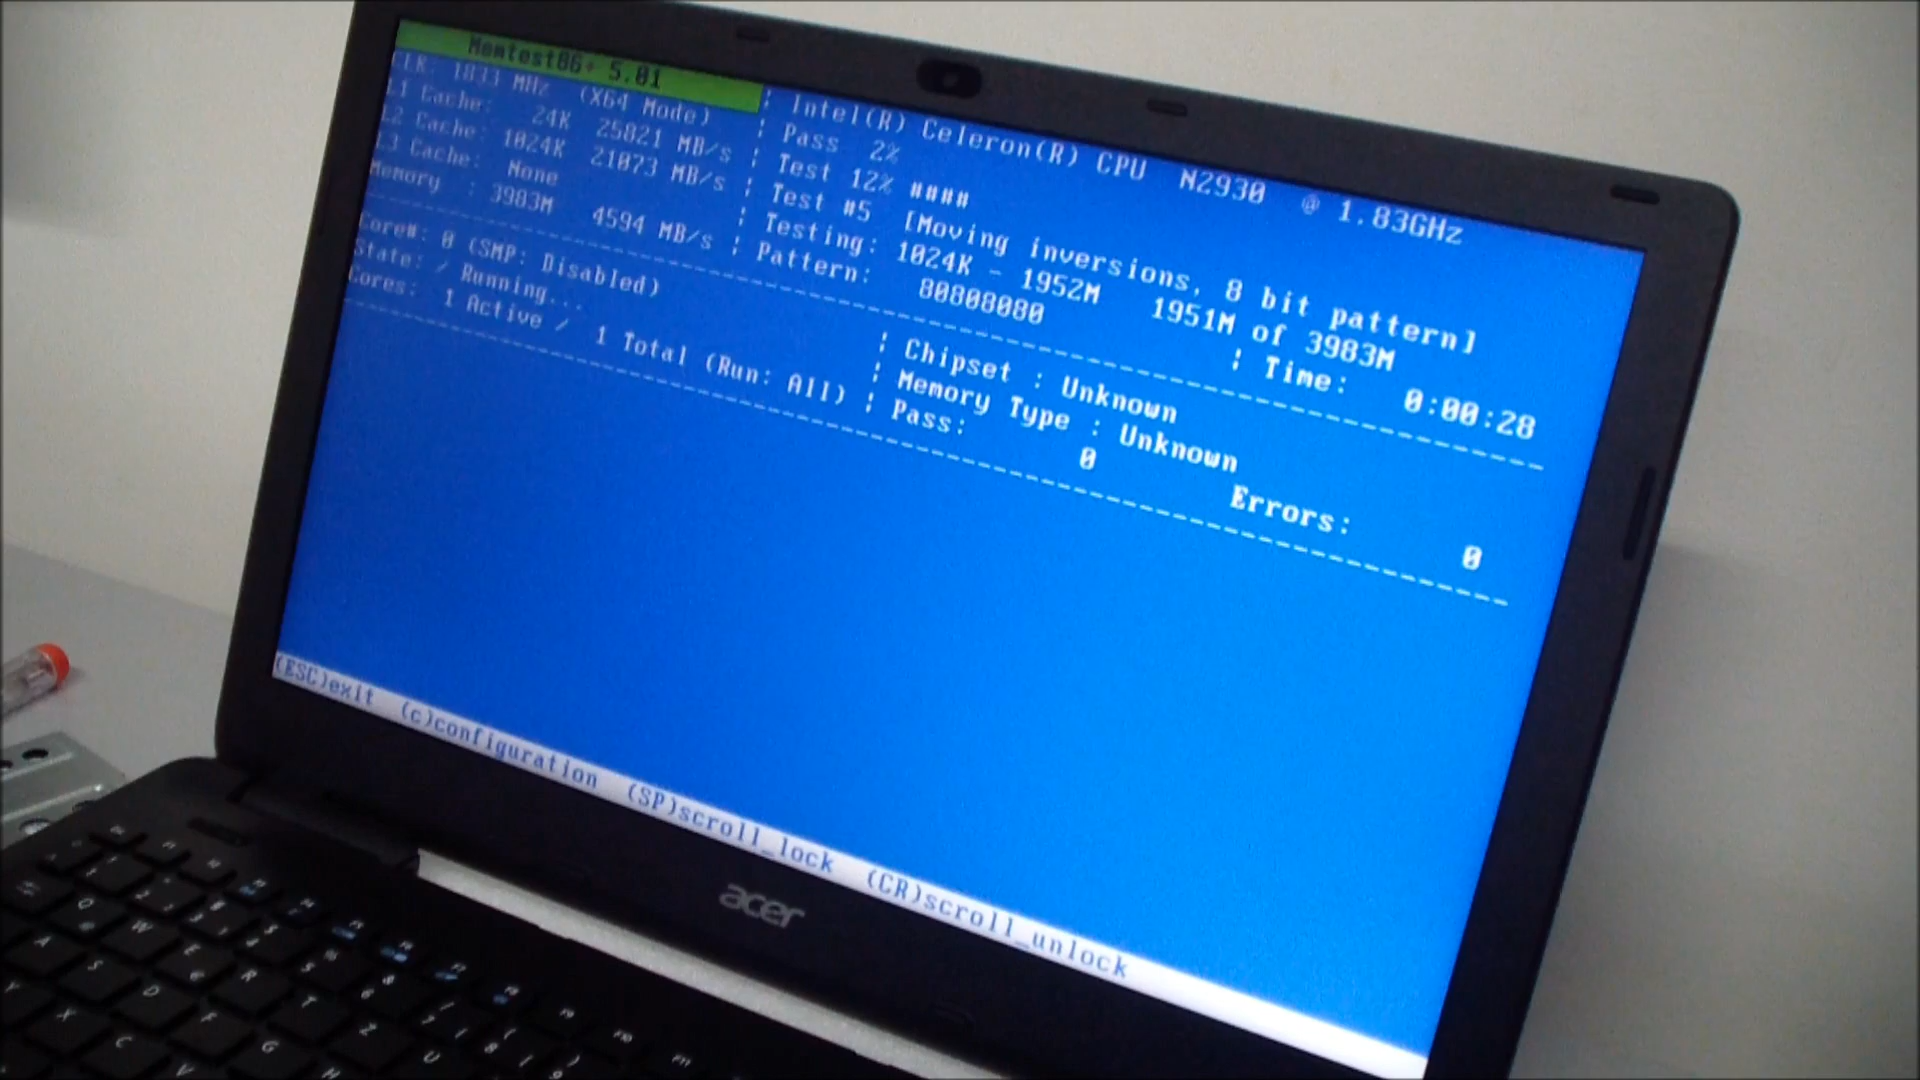 Memtest86+ 5.01 | Intel(R) Celeron(R) CPU N2930 @ 1.83GHz
CLK: 1833 MHz (X64 Mode) | Pass 2%
L1 Cache: 24K 25821 MB/s | Test 12% ####
L2 Cache: 1024K 21073 MB/s | Test #5 [Moving inversions, 8 bit pattern]
L3 Cache: None | Testing: 1024K - 1952M 1951M of 3983M
Memory : 3983M 4594 MB/s | Pattern: 80808080 | Time: 0:00:28
Core#: 0 (SMP: Disabled) | Chipset : Unknown
State: / Running... | Memory Type : Unknown
Cores: 1 Active / 1 Total (Run: All) | Pass: 0 Errors: 0
(ESC)exit (c)configuration (SP)scroll_lock (CR)scroll_unlock
acer
F9 F10 F11
Q W E R T Z U
A S D F G H
Y X C V